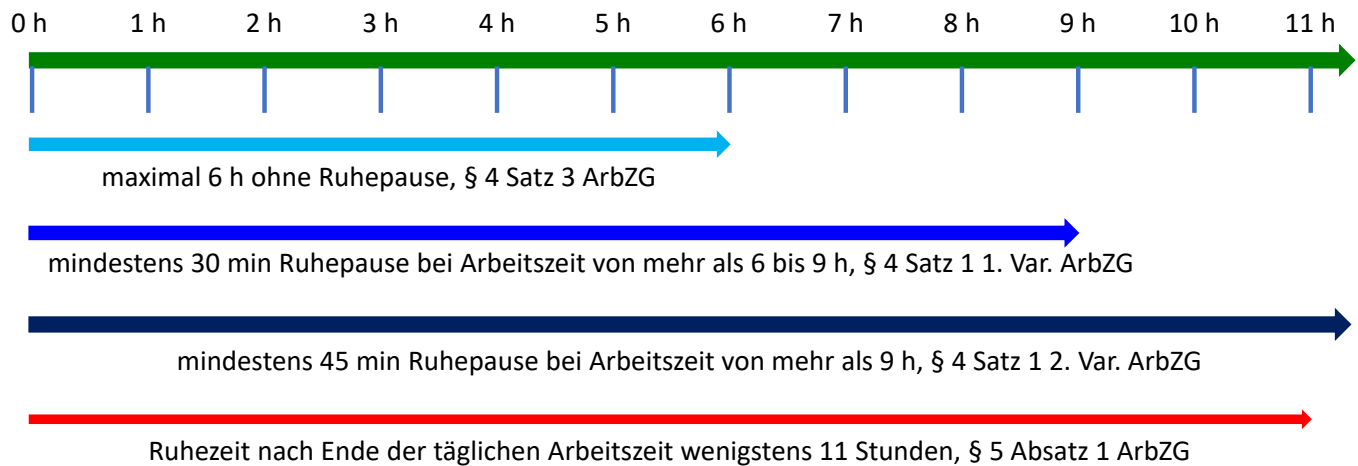 0 h 1 h 2 h 3 h 4 h 5 h 6 h 7 h 8 h 9 h 10 h 11 h
maximal 6 h ohne Ruhepause, § 4 Satz 3 ArbZG
mindestens 30 min Ruhepause bei Arbeitszeit von mehr als 6 bis 9 h, § 4 Satz 1 1. Var. ArbZG
mindestens 45 min Ruhepause bei Arbeitszeit von mehr als 9 h, § 4 Satz 1 2. Var. ArbZG
Ruhezeit nach Ende der täglichen Arbeitszeit wenigstens 11 Stunden, § 5 Absatz 1 ArbZG